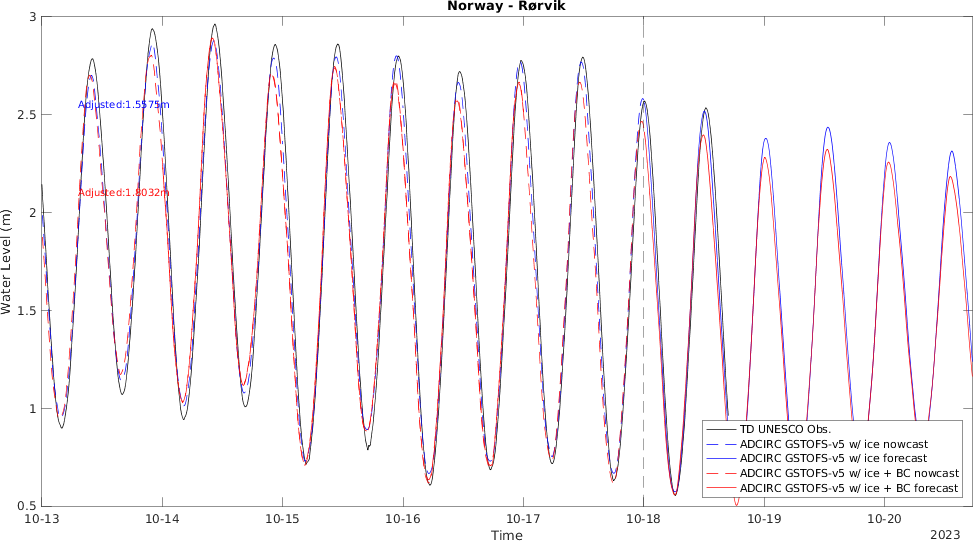 Norway - Rørvik
3
2.5
2
1.5
1
0.5
Water Level (m)
Adjusted:1.5575m
Adjusted:1.8032m
TD UNESCO Obs.
ADCIRC GSTOFS-v5 w/ ice nowcast
ADCIRC GSTOFS-v5 w/ ice forecast
ADCIRC GSTOFS-v5 w/ ice + BC nowcast
ADCIRC GSTOFS-v5 w/ ice + BC forecast
10-13 10-14 10-15 10-16 10-17 10-18 10-19 10-20
Time
2023